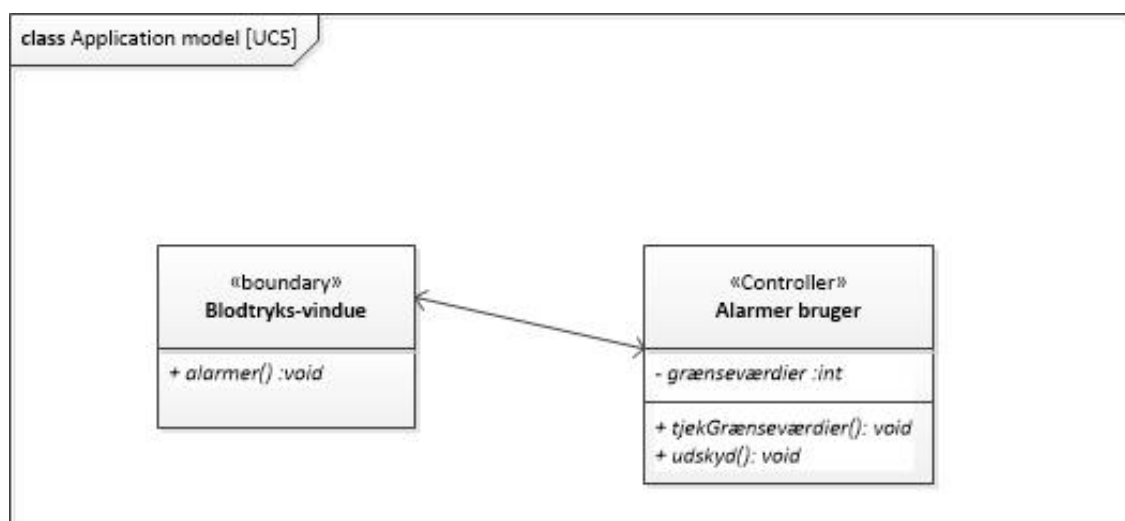 class Application model [UC5]
«boundary»
Blodtryks-vindue
+ alarmer() :void
«Controller»
Alarmer bruger
- grænseværdier :int
+ tjekGrænseværdier(): void
+ udskyd(): void